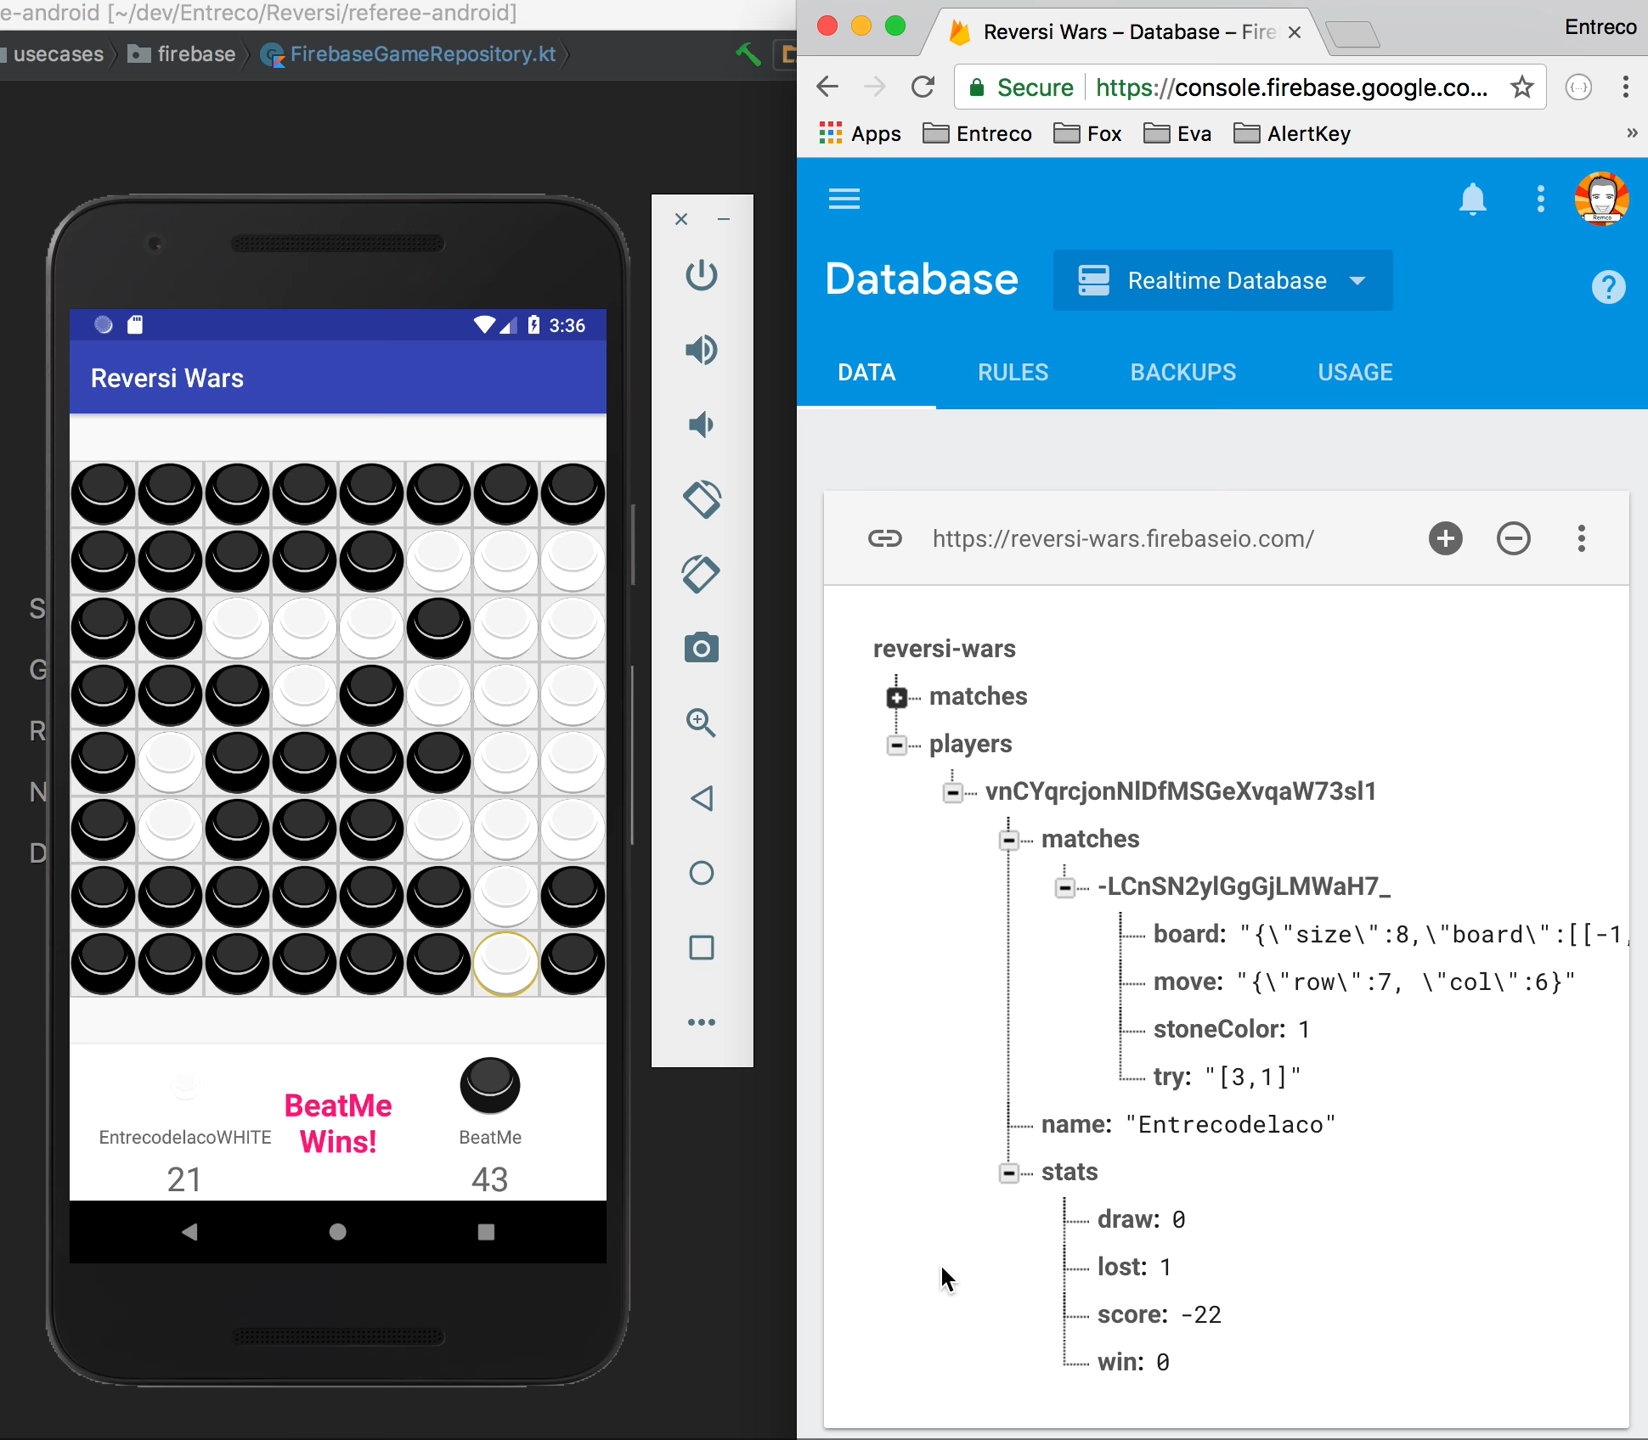 e-android [~/dev/Entreco/Reversi/referee-android]
usecases
firebase
FirebaseGameRepository.kt
S
G
R
N
D
3:36
Reversi Wars
BeatMe
Wins!
EntrecodelacoWHITE
BeatMe
21
43
Reversi Wars – Database – Fire
Entreco
Secure
https://console.firebase.google.co...
Apps
Entreco
Fox
Eva
AlertKey
»
Remco
Database
Realtime Database
?
DATA
RULES
BACKUPS
USAGE
https://reversi-wars.firebaseio.com/
reversi-wars
matches
players
vnCYqrcjonNlDfMSGeXvqaW73sl1
matches
-LCnSN2ylGgGjLMWaH7_
board: "{\"size\":8,\"board\":[[-1,
move: "{\"row\":7, \"col\":6}"
stoneColor: 1
try: "[3,1]"
name: "Entrecodelaco"
stats
draw: 0
lost: 1
score: -22
win: 0